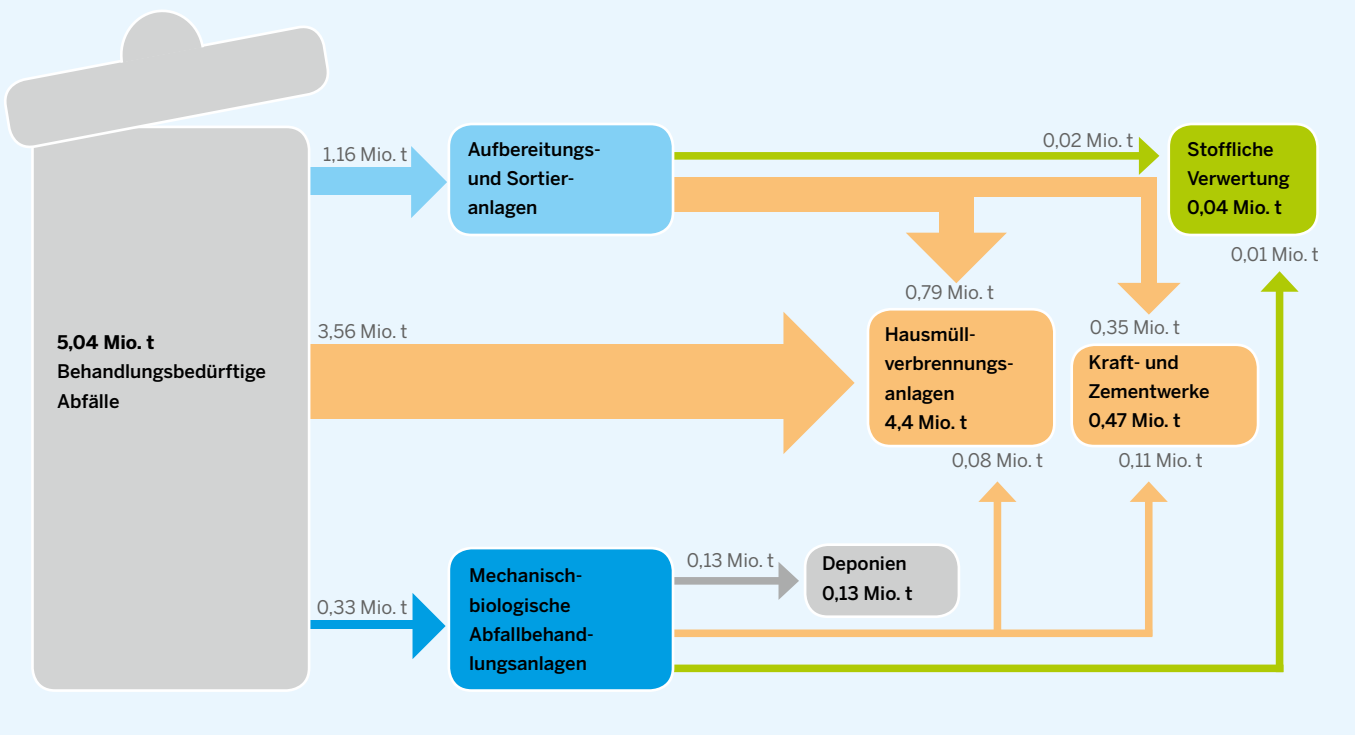 5,04 Mio. t
Behandlungsbedürftige
Abfälle
1,16 Mio. t
3,56 Mio. t
0,33 Mio. t
Aufbereitungs-
und Sortier-
anlagen
Mechanisch-
biologische
Abfallbehand-
lungsanlagen
0,02 Mio. t
Stoffliche
Verwertung
0,04 Mio. t
0,01 Mio. t
0,79 Mio. t
Hausmüll-
verbrennungs-
anlagen
4,4 Mio. t
0,08 Mio. t
0,35 Mio. t
Kraft- und
Zementwerke
0,47 Mio. t
0,11 Mio. t
0,13 Mio. t
Deponien
0,13 Mio. t